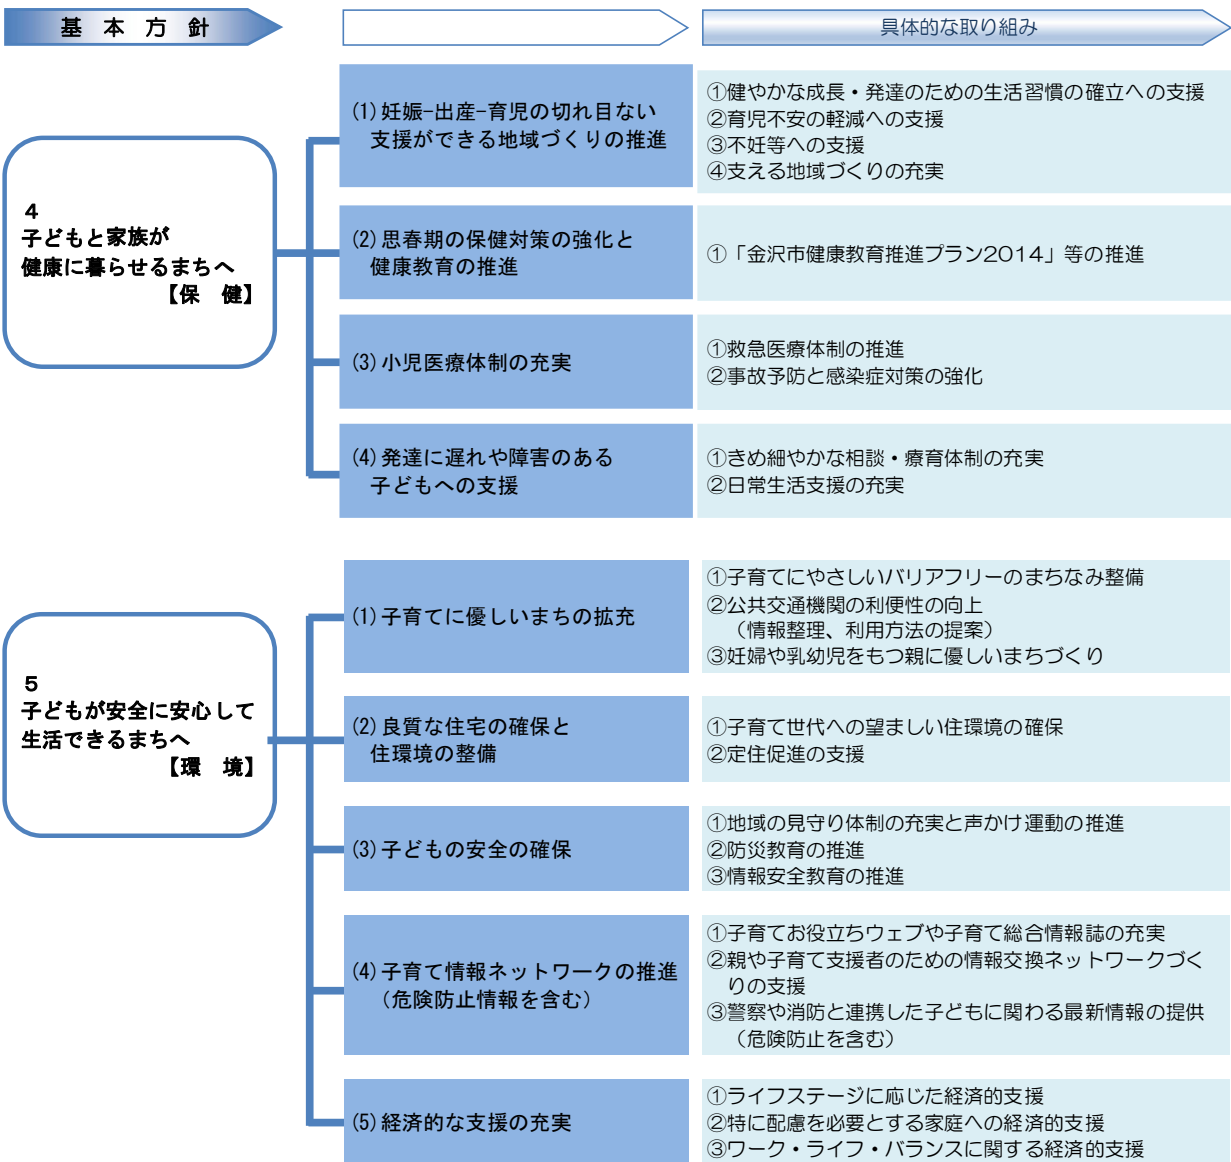 基本方針
具体的な取り組み
4
子どもと家族が
健康に暮らせるまちへ
【保 健】
(1)妊娠-出産-育児の切れ目ない
支援ができる地域づくりの推進
①健やかな成長・発達のための生活習慣の確立への支援
②育児不安の軽減への支援
③不妊等への支援
④支える地域づくりの充実
(2)思春期の保健対策の強化と
健康教育の推進
①「金沢市健康教育推進プラン2014」等の推進
(3)小児医療体制の充実
①救急医療体制の推進
②事故予防と感染症対策の強化
(4)発達に遅れや障害のある
子どもへの支援
①きめ細やかな相談・療育体制の充実
②日常生活支援の充実
5
子どもが安全に安心して
生活できるまちへ
【環 境】
(1)子育てに優しいまちの拡充
①子育てにやさしいバリアフリーのまちなみ整備
②公共交通機関の利便性の向上
（情報整理、利用方法の提案）
③妊婦や乳幼児をもつ親に優しいまちづくり
(2)良質な住宅の確保と
住環境の整備
①子育て世代への望ましい住環境の確保
②定住促進の支援
(3)子どもの安全の確保
①地域の見守り体制の充実と声かけ運動の推進
②防災教育の推進
③情報安全教育の推進
(4)子育て情報ネットワークの推進
（危険防止情報を含む）
①子育てお役立ちウェブや子育て総合情報誌の充実
②親や子育て支援者のための情報交換ネットワークづく
りの支援
③警察や消防と連携した子どもに関わる最新情報の提供
（危険防止を含む）
(5)経済的な支援の充実
①ライフステージに応じた経済的支援
②特に配慮を必要とする家庭への経済的支援
③ワーク・ライフ・バランスに関する経済的支援